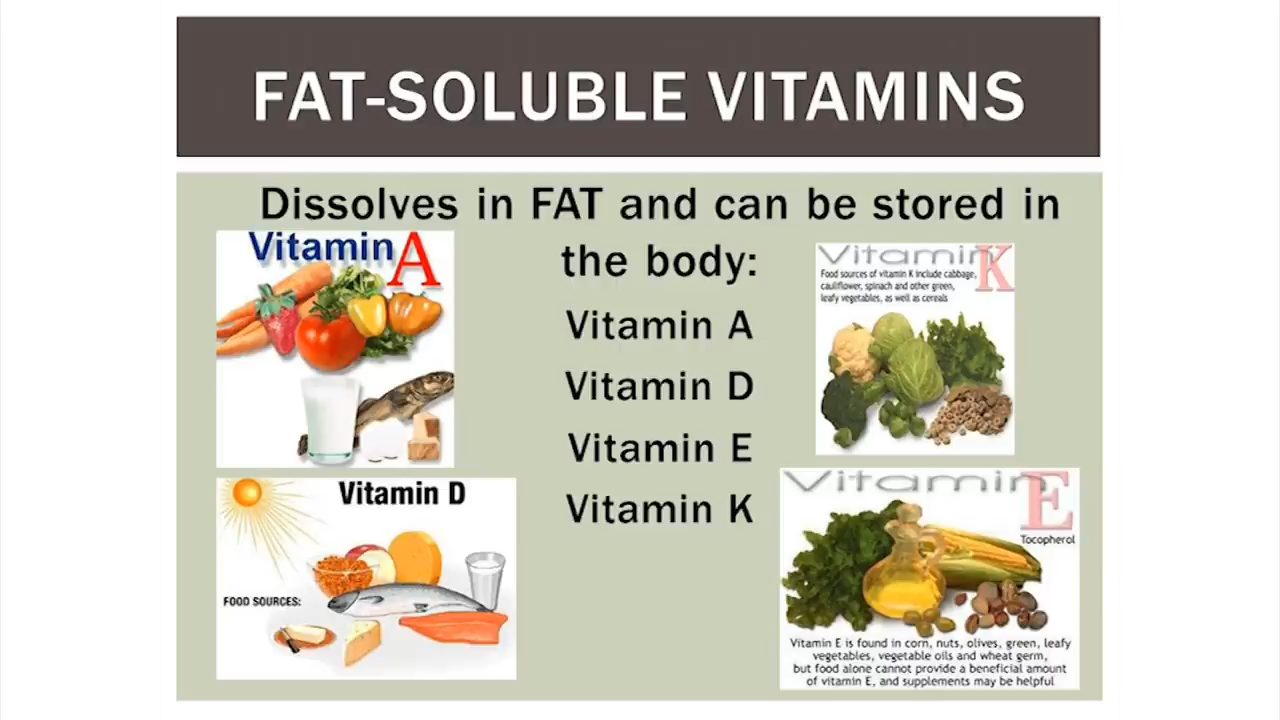 FAT-SOLUBLE VITAMINS
Dissolves in FAT and can be stored in
the body:
Vitamin A
Vitamin D
Vitamin E
Vitamin K
Vitamin A
Vitamin D
FOOD SOURCES:
Vitamin K
Food sources of vitamin K include cabbage,
cauliflower, spinach and other green,
leafy vegetables, as well as cereals
Vitamin E
Tocopherol
Vitamin E is found in corn, nuts, olives, green, leafy
vegetables, vegetable oils and wheat germ,
but food alone cannot provide a beneficial amount
of vitamin E, and supplements may be helpful